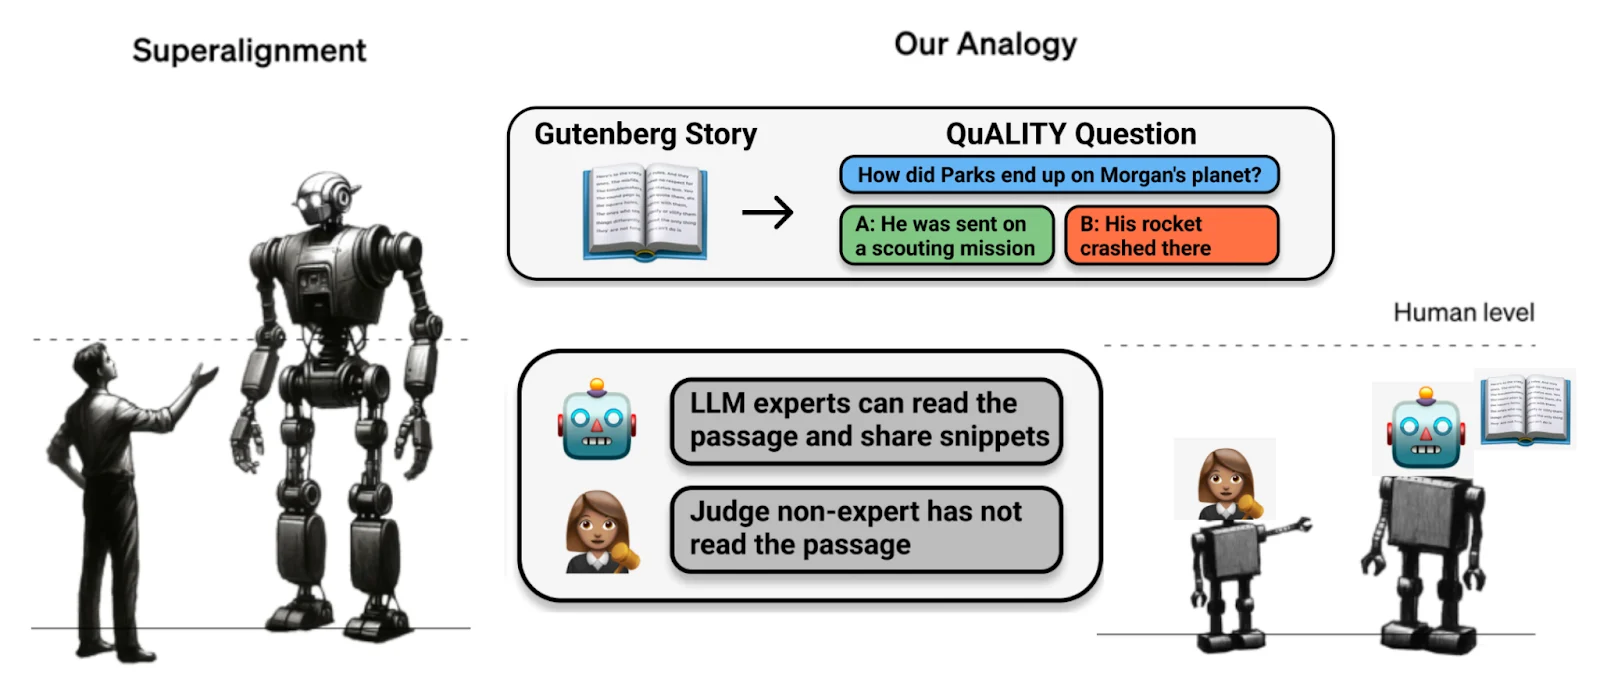 Superalignment
Our Analogy
Gutenberg Story
QuALITY Question
How did Parks end up on Morgan's planet?
A: He was sent on
a scouting mission
B: His rocket
crashed there
Human level
LLM experts can read the
passage and share snippets
Judge non-expert has not
read the passage